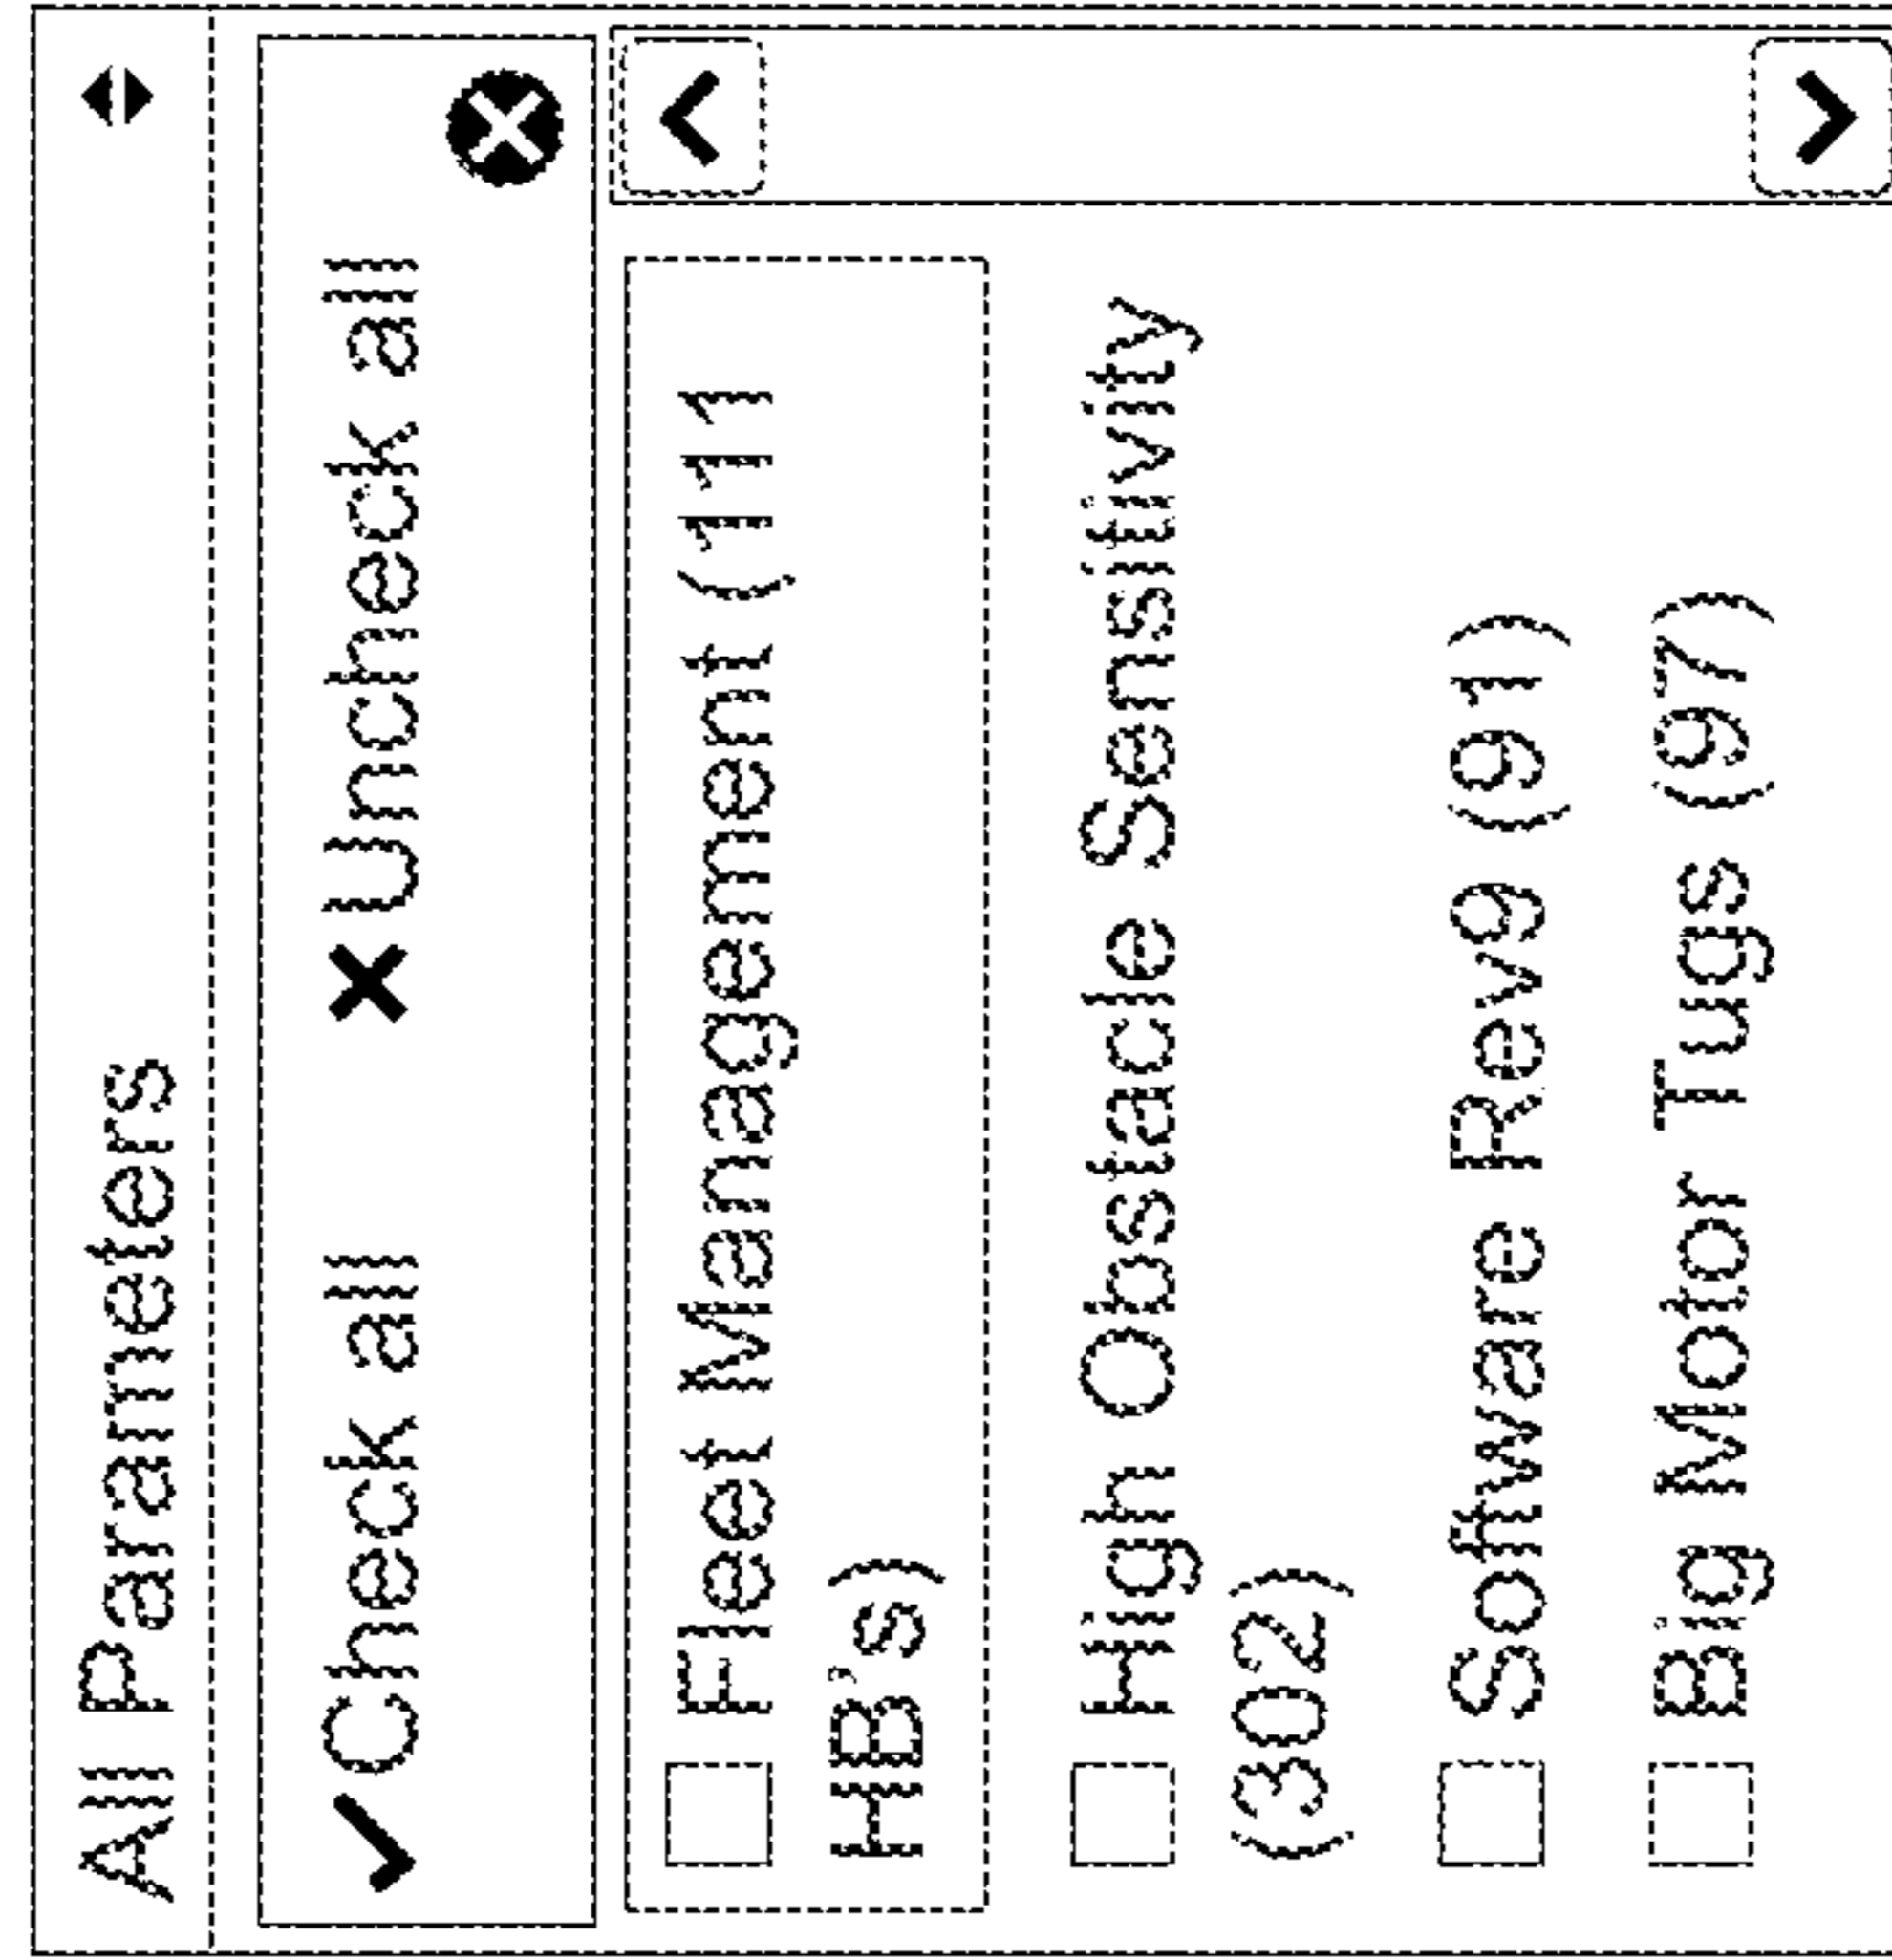 All Parameters
Check all Uncheck all
Fleet Management (111
HB's)
High Obstacle Sensitivity
(302)
Software Rev9 (91)
Big Motor Tugs (97)